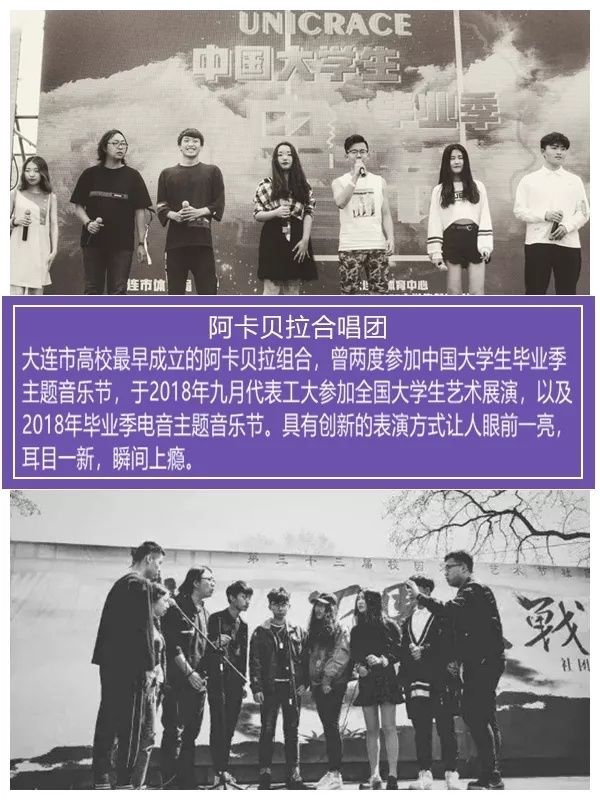 UNICRACE
中国大学生
毕业季
连市体
育中心
阿卡贝拉合唱团
大连市高校最早成立的阿卡贝拉组合，曾两度参加中国大学生毕业季
主题音乐节，于2018年九月代表工大参加全国大学生艺术展演，以及
2018年毕业季电音主题音乐节。具有创新的表演方式让人眼前一亮，
耳目一新，瞬间上瘾。
第三十二届校园 艺术节社团
战
社团